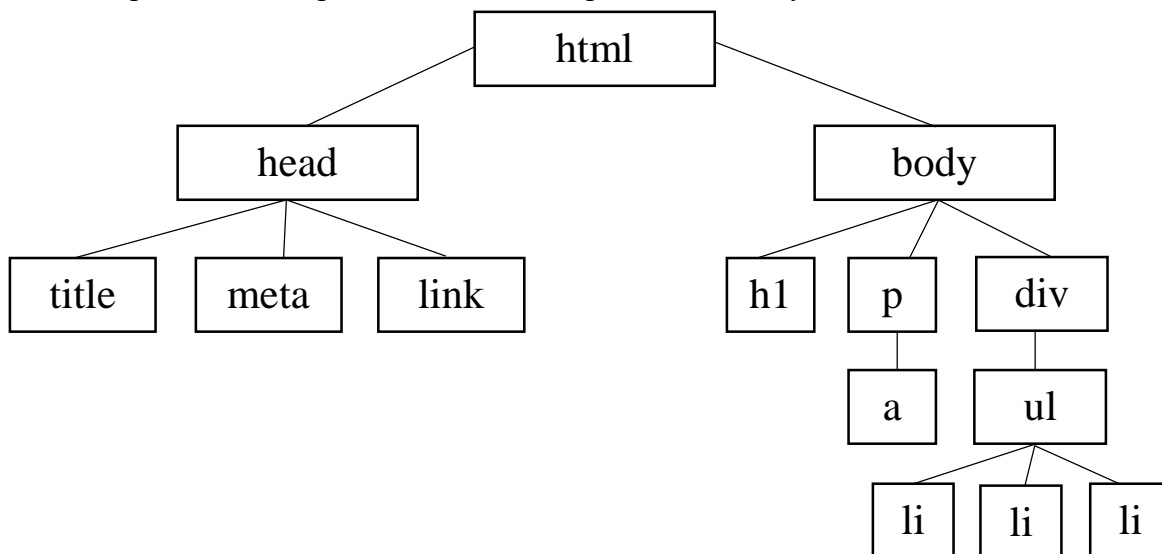 html
head body
title meta link h1 p div
a ul
li li li